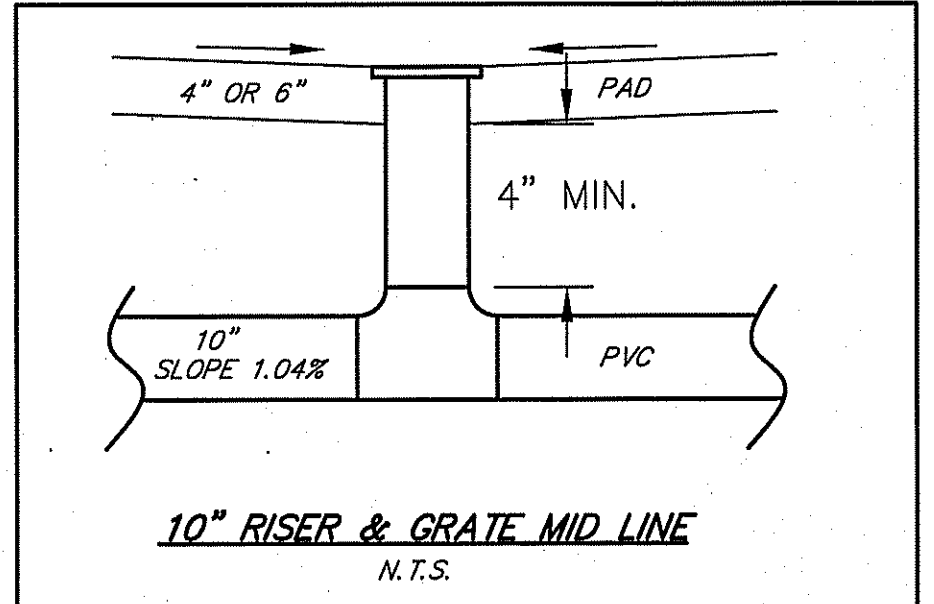 4" OR 6"
PAD
4" MIN.
10"
SLOPE 1.04%
PVC
10" RISER & GRATE MID LINE
N.T.S.